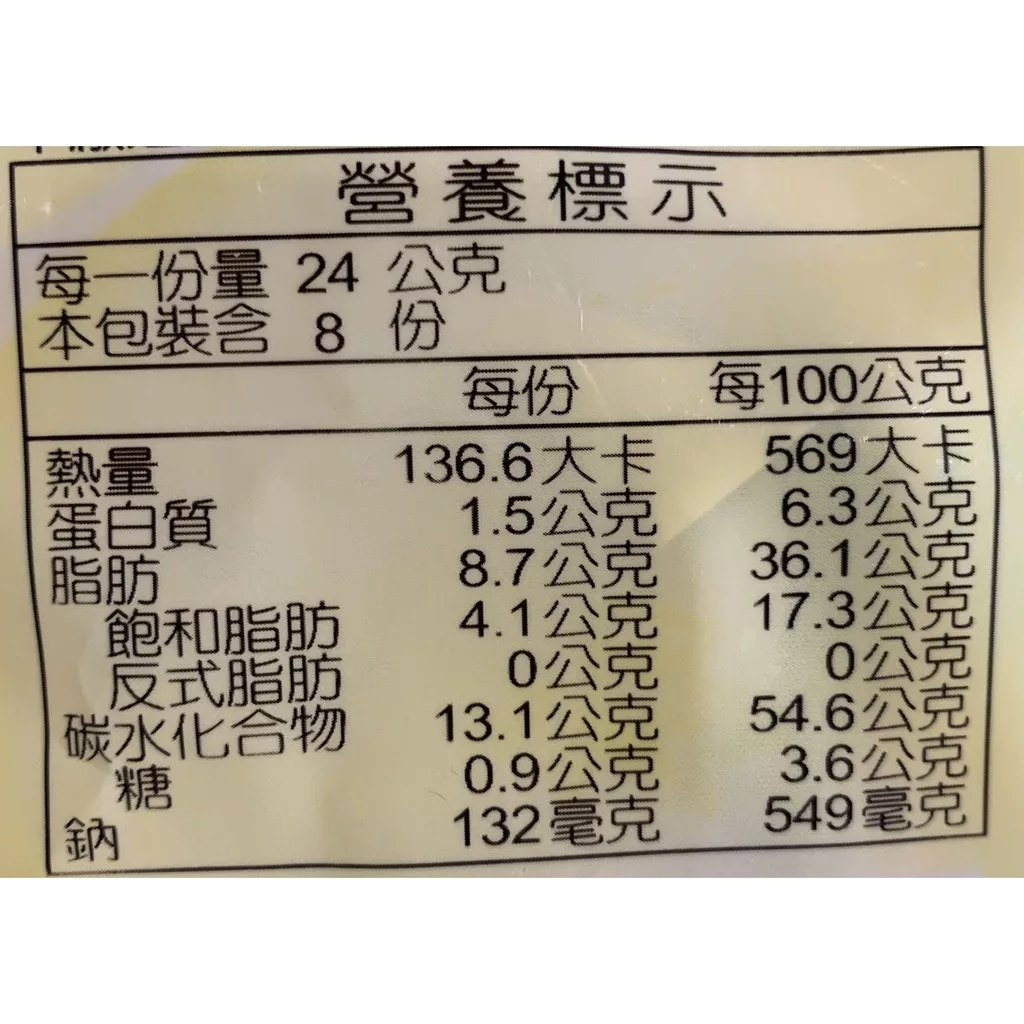 營養標示
每一份量 24 公克
本包裝含 8 份
每份 每100公克
熱量 136.6大卡 569大卡
蛋白質 1.5公克 6.3公克
脂肪 8.7公克 36.1公克
飽和脂肪 4.1公克 17.3公克
反式脂肪 0公克 0公克
碳水化合物 13.1公克 54.6公克
糖 0.9公克 3.6公克
鈉 132毫克 549毫克